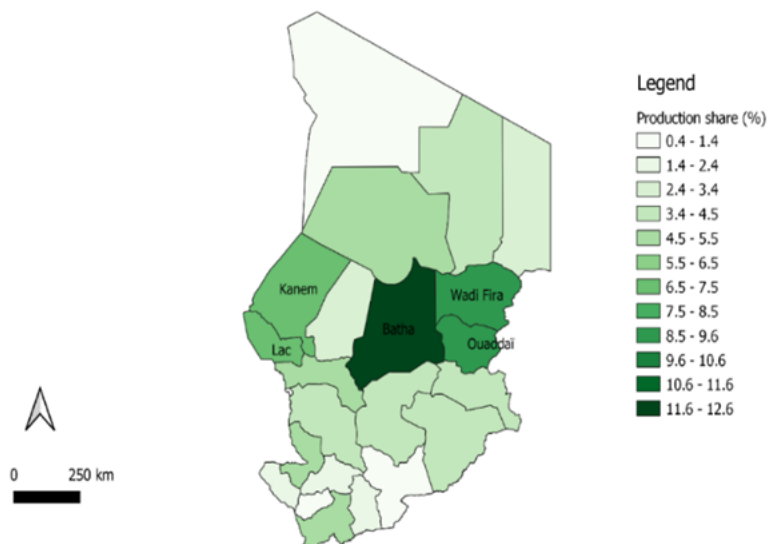 Legend
Production share (%)
0.4 - 1.4
1.4 - 2.4
2.4 - 3.4
3.4 - 4.5
4.5 - 5.5
5.5 - 6.5
6.5 - 7.5
7.5 - 8.5
8.5 - 9.6
9.6 - 10.6
10.6 - 11.6
11.6 - 12.6
Kanem
Wadi Fira
Batha
Ouaddaï
Lac
0 250 km